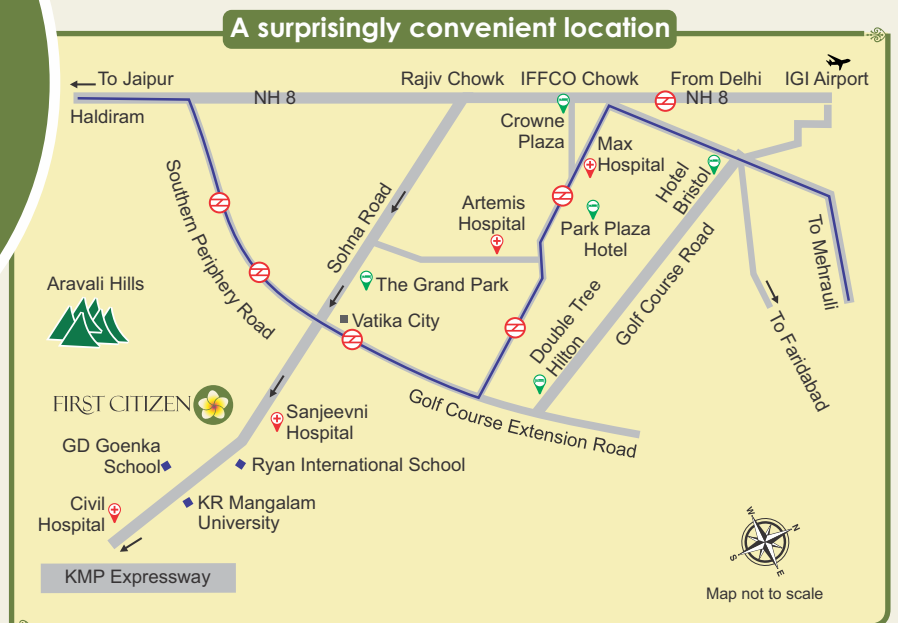 A surprisingly convenient location
To Jaipur
Rajiv Chowk
IFFCO Chowk
From Delhi
IGI Airport
NH 8
NH 8
Haldiram
Crowne
Plaza
Max
Hospital
Hotel
Bristol
Southern Periphery Road
Sohna Road
Artemis
Hospital
Park Plaza
Hotel
To Mehrauli
Golf Course Road
Aravali Hills
The Grand Park
Double Tree
Hilton
Vatika City
To Faridabad
FIRST CITIZEN
Golf Course Extension Road
Sanjeevni
Hospital
GD Goenka
School
Ryan International School
Civil
Hospital
KR Mangalam
University
KMP Expressway
W
N
S
E
Map not to scale